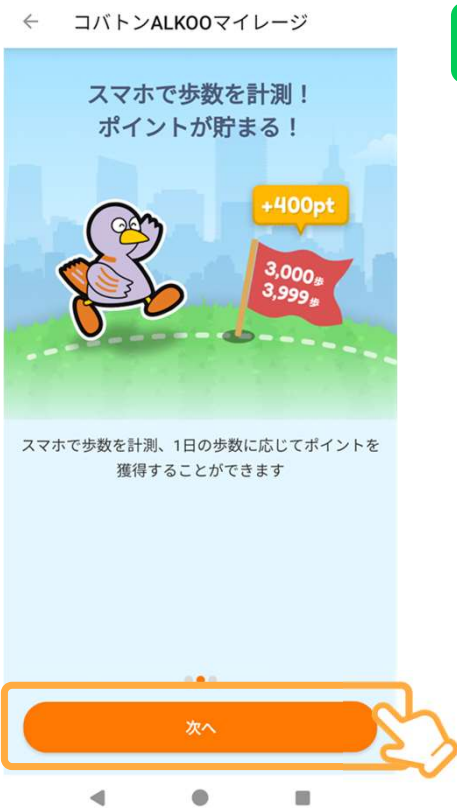 コバトンALKOOマイレージ
スマホで歩数を計測！
ポイントが貯まる！
+400pt
3,000歩
3,999歩
スマホで歩数を計測、1日の歩数に応じてポイントを
獲得することができます
次へ